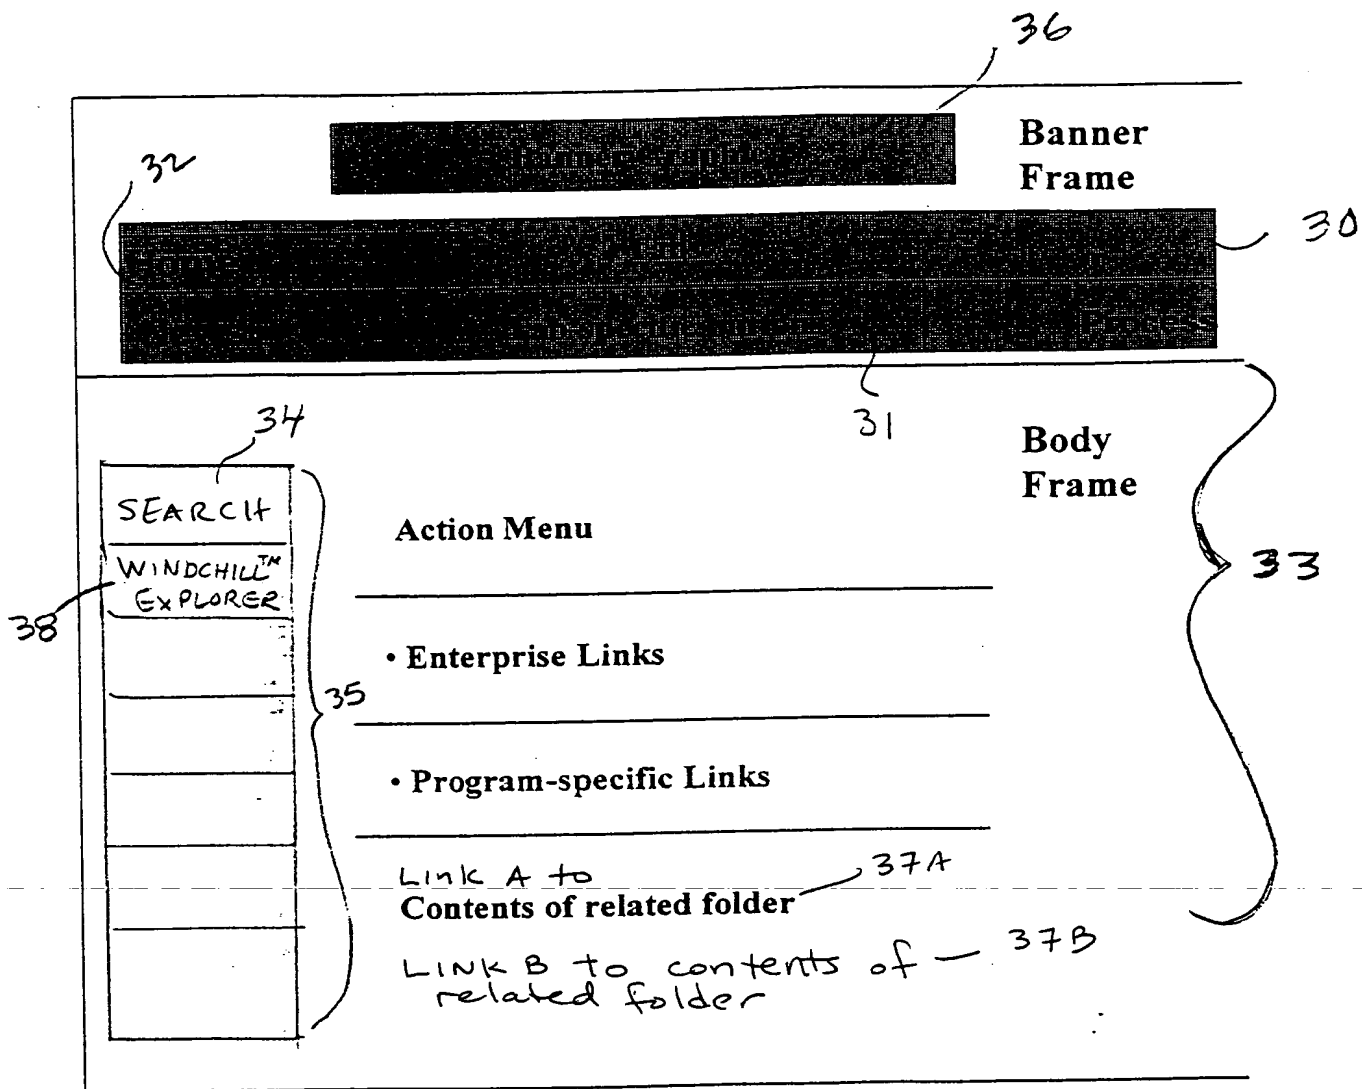 36
Banner
Frame
32
30
31
34
Body
Frame
SEARCH
Action Menu
WINDCHILL™
EXPLORER
38
33
• Enterprise Links
35
• Program-specific Links
Link A to
37A
Contents of related folder
LINK B to contents of
related folder
37B